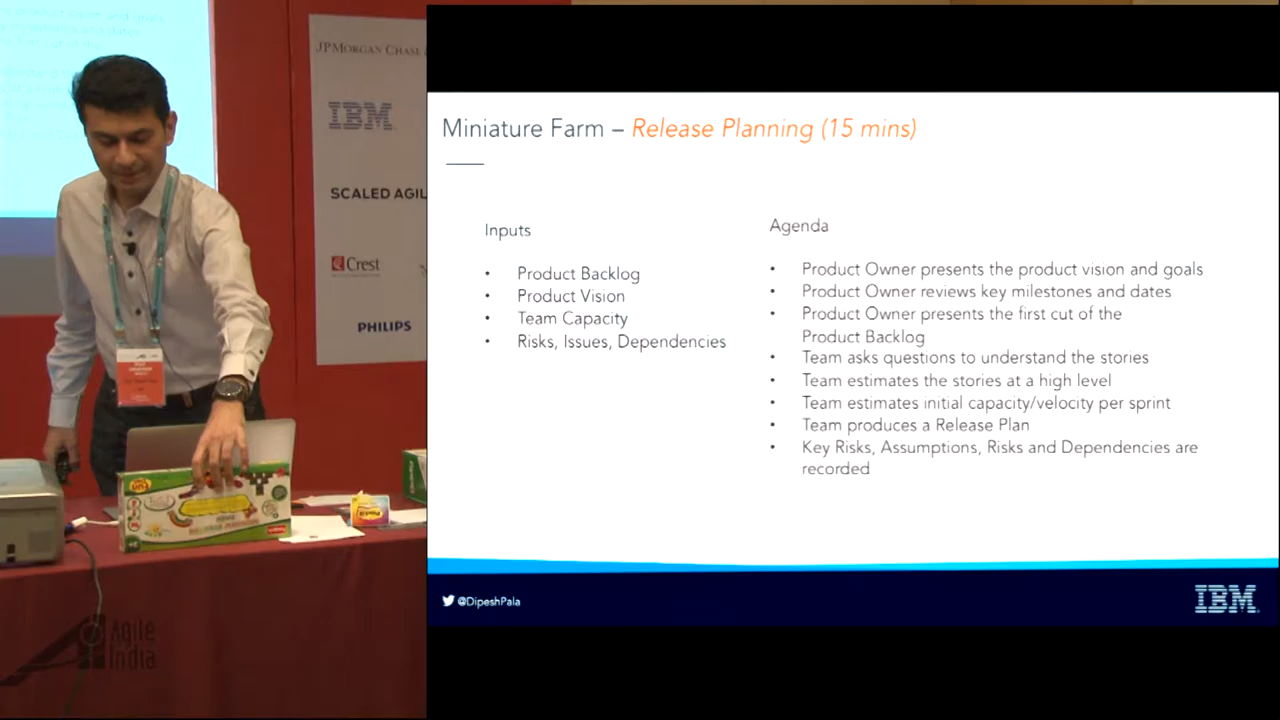 JPMORGAN CHASE
IBM
SCALED AGIL
Crest
PHILIPS
Agile
India
Miniature Farm – Release Planning (15 mins)
Inputs
• Product Backlog
• Product Vision
• Team Capacity
• Risks, Issues, Dependencies
Agenda
• Product Owner presents the product vision and goals
• Product Owner reviews key milestones and dates
• Product Owner presents the first cut of the
Product Backlog
• Team asks questions to understand the stories
• Team estimates the stories at a high level
• Team estimates initial capacity/velocity per sprint
• Team produces a Release Plan
• Key Risks, Assumptions, Risks and Dependencies are
recorded
@DipeshPala
IBM